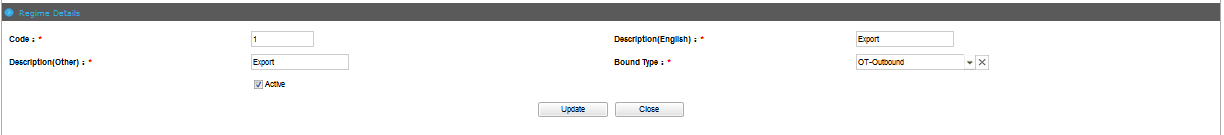 Regime Details
Code : * 1 Description(English) : * Export
Description(Other) : * Export Bound Type : * OT-Outbound
Active
Update Close